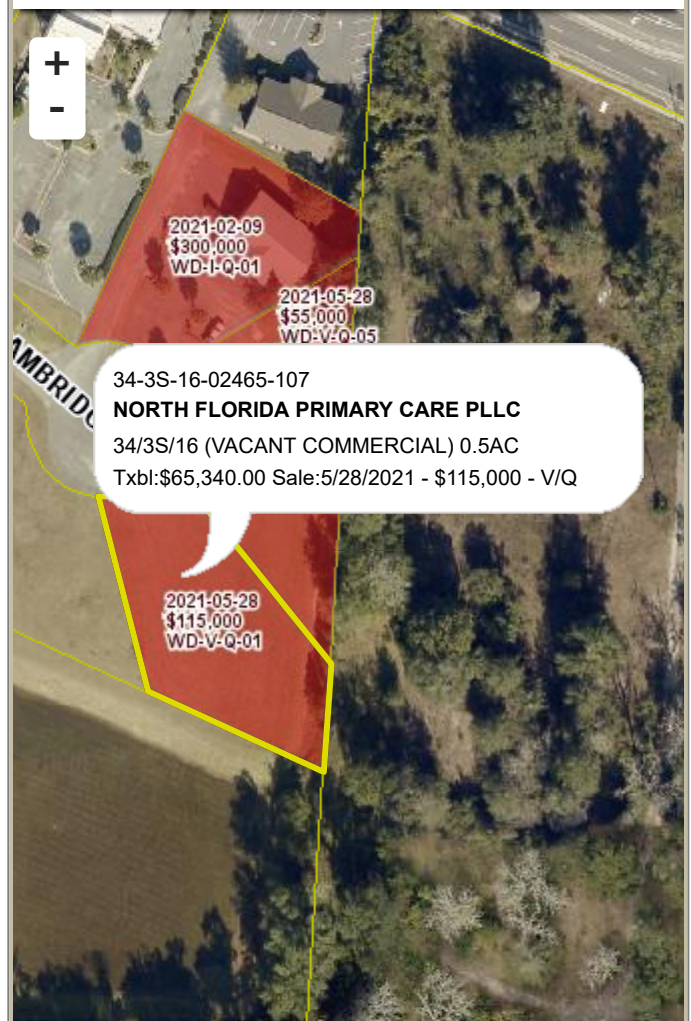 +
-
2021-02-09
$300,000
WD-I-Q-01
2021-05-28
$55,000
WD-V-Q-05
34-3S-16-02465-107
NORTH FLORIDA PRIMARY CARE PLLC
34/3S/16 (VACANT COMMERCIAL) 0.5AC
Txbl:$65,340.00 Sale:5/28/2021 - $115,000 - V/Q
2021-05-28
$115,000
WD-V-Q-01